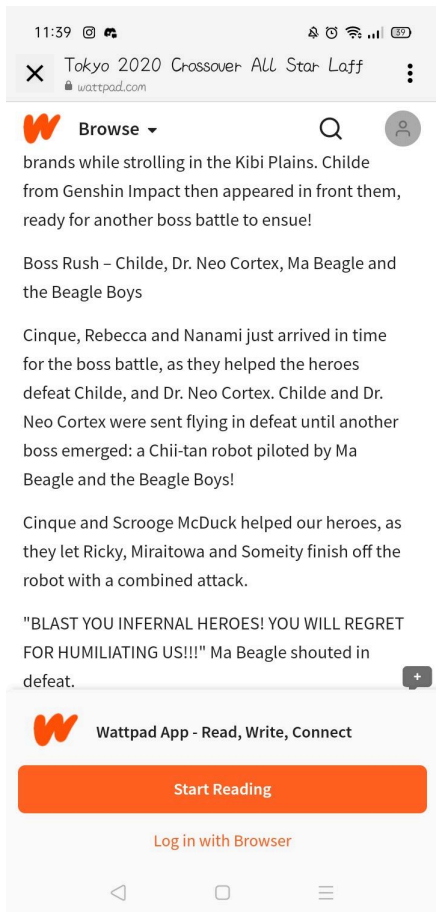 11:39
39
Tokyo 2020 Crossover All Star Laff
wattpad.com
Browse
brands while strolling in the Kibi Plains. Childe
from Genshin Impact then appeared in front them,
ready for another boss battle to ensue!
Boss Rush – Childe, Dr. Neo Cortex, Ma Beagle and
the Beagle Boys
Cinque, Rebecca and Nanami just arrived in time
for the boss battle, as they helped the heroes
defeat Childe, and Dr. Neo Cortex. Childe and Dr.
Neo Cortex were sent flying in defeat until another
boss emerged: a Chii-tan robot piloted by Ma
Beagle and the Beagle Boys!
Cinque and Scrooge McDuck helped our heroes, as
they let Ricky, Miraitowa and Someity finish off the
robot with a combined attack.
"BLAST YOU INFERNAL HEROES! YOU WILL REGRET
FOR HUMILIATING US!!!" Ma Beagle shouted in
defeat.
+
Wattpad App - Read, Write, Connect
Start Reading
Log in with Browser